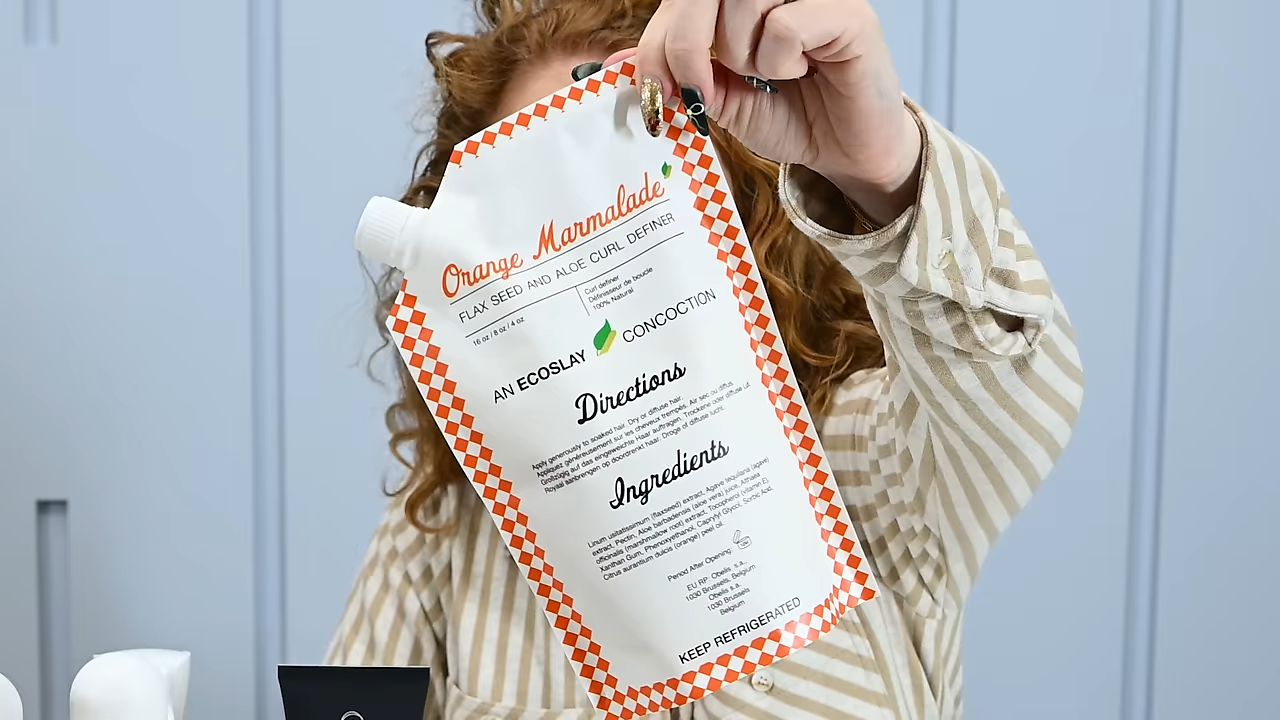 Orange Marmalade
FLAX SEED AND ALOE CURL DEFINER
16 oz / 8 oz / 4 oz
Curl definer
Définisseur de boucle
100% Natural
AN ECOSLAY CONCOCTION
Directions
Apply generously to soaked hair. Dry or diffuse hair.
Appliquez généreusement sur les cheveux trempés. Air sec ou diffus.
Großzügig auf das eingeweichte Haar auftragen. Trockene oder diffuse
Royaal aanbrengen op doordrenkt haar. Droge of diffuse lucht.
Ingredients
Linum usitatissimum (flaxseed) extract, Agave tequilana (agave)
extract, Pectin, Aloe barbadensis (aloe vera) juice, Althaea
officinalis (marshmallow root) extract, Tocopherol (vitamin E),
Xanthan Gum, Phenoxyethanol, Caprylyl Glycol, Sorbic Acid,
Citrus aurantium dulcis (orange) peel oil.
Period After Opening:
EU RP: Obelis s.a.,
1030 Brussels, Belgium
Obelis s.a.
1030 Brussels
Belgium
KEEP REFRIGERATED